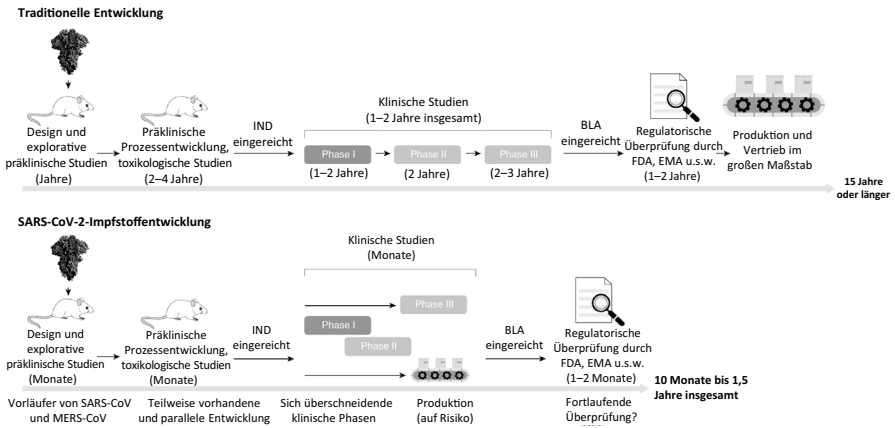 Traditionelle Entwicklung
Design und
explorative
präklinische Studien
(Jahre)
Präklinische
Prozessentwicklung,
toxikologische Studien
(2–4 Jahre)
IND
eingereicht
Klinische Studien
(1–2 Jahre insgesamt)
Phase I
Phase II
Phase III
(1–2 Jahre)
(2 Jahre)
(2–3 Jahre)
BLA
eingereicht
Regulatorische
Überprüfung durch
FDA, EMA u.s.w.
(1–2 Jahre)
Produktion und
Vertrieb im
großen Maßstab
15 Jahre
oder länger
SARS-CoV-2-Impfstoffentwicklung
Design und
explorative
präklinische Studien
(Monate)
Präklinische
Prozessentwicklung,
toxikologische Studien
(Monate)
IND
eingereicht
Klinische Studien
(Monate)
Phase III
Phase I
Phase II
BLA
eingereicht
Regulatorische
Überprüfung durch
FDA, EMA u.s.w.
(1–2 Monate)
10 Monate bis 1,5
Jahre insgesamt
Vorläufer von SARS-CoV
und MERS-CoV
Teilweise vorhandene
und parallele Entwicklung
Sich überschneidende
klinische Phasen
Produktion
(auf Risiko)
Fortlaufende
Überprüfung?